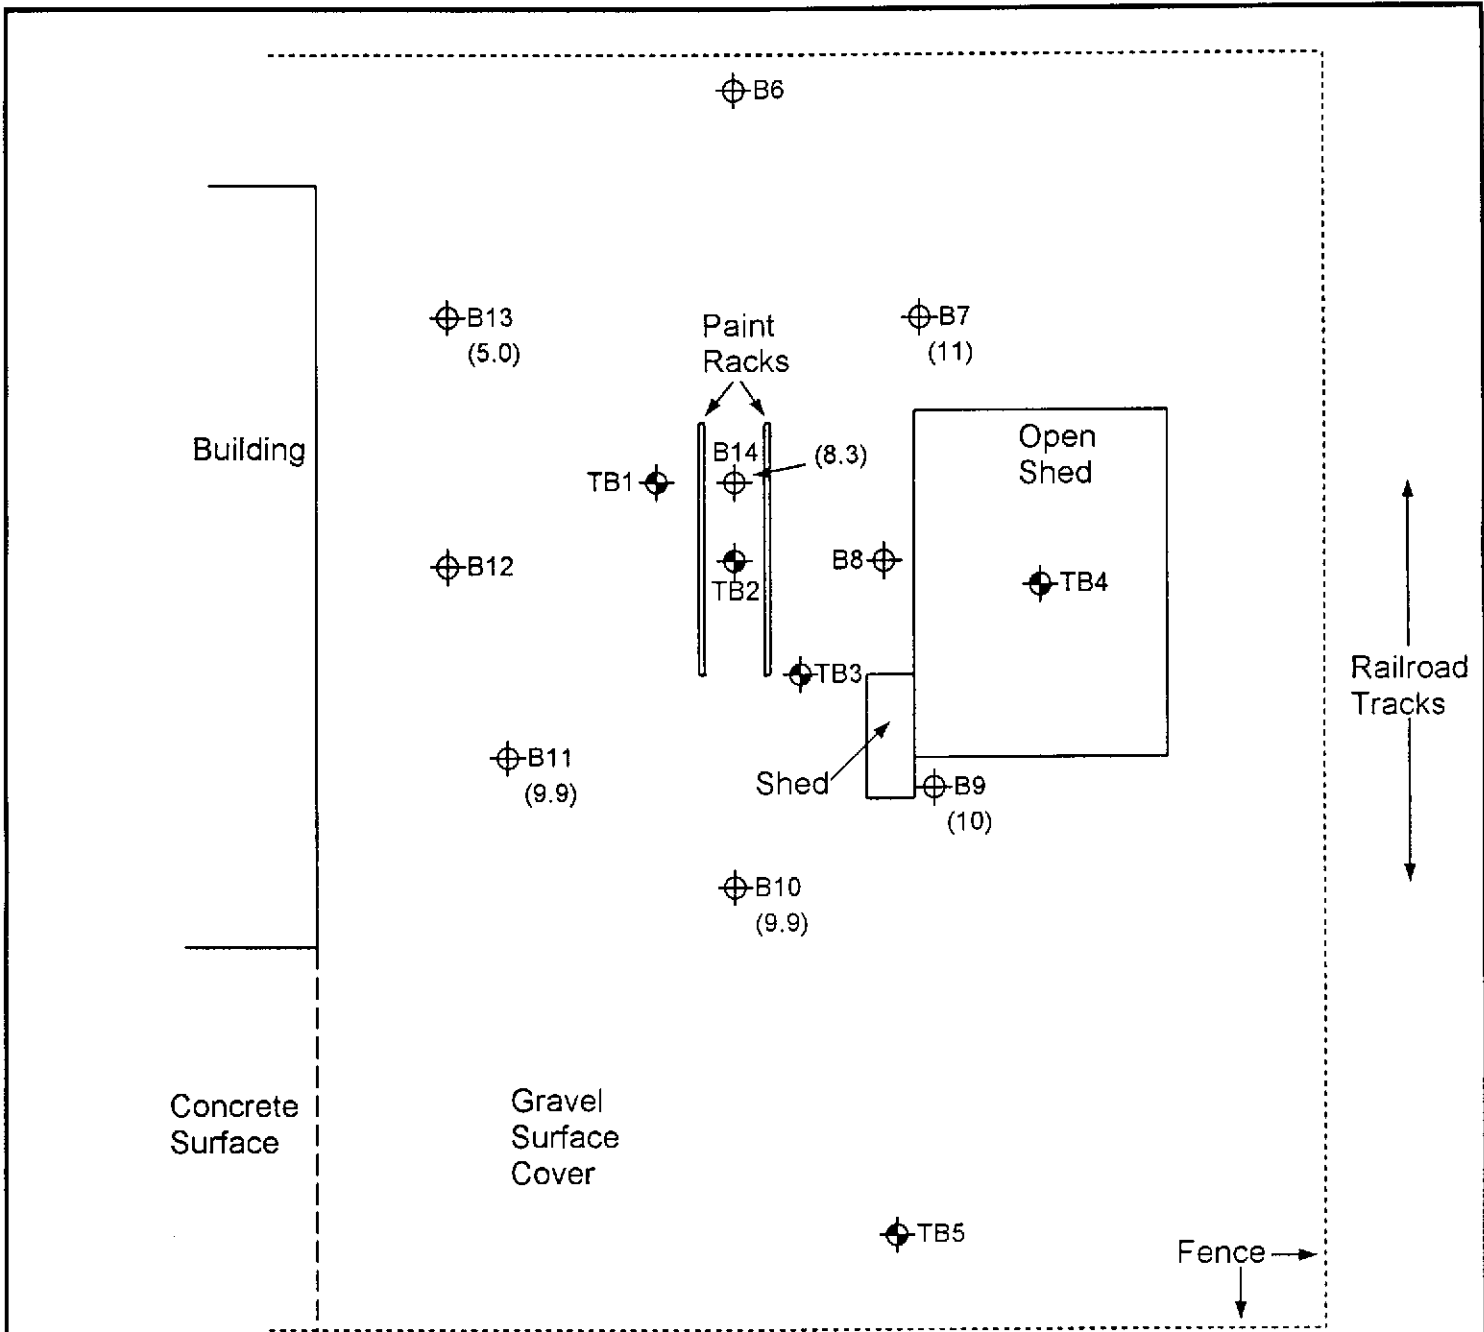 B6
B13
(5.0)
Paint
Racks
B7
(11)
Building
B14
(8.3)
Open
Shed
TB1
B12
TB2
B8
TB4
TB3
Railroad
Tracks
B11
(9.9)
Shed
B9
(10)
B10
(9.9)
Concrete
Surface
Gravel
Surface
Cover
TB5
Fence